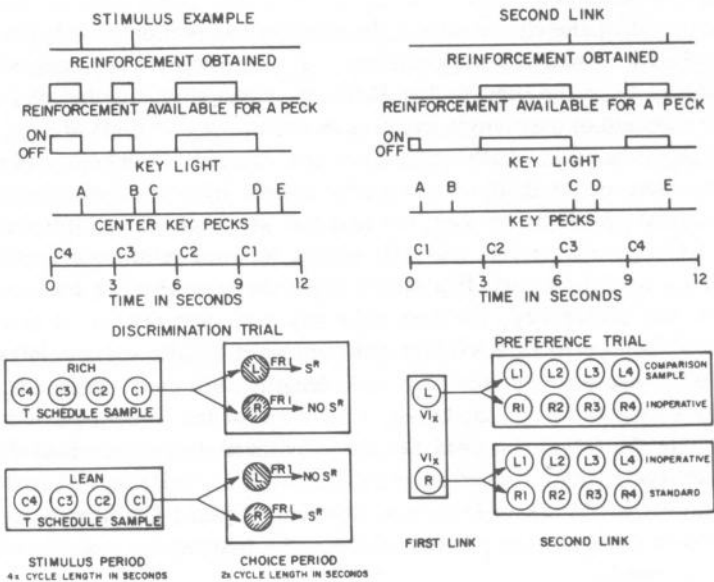 STIMULUS EXAMPLE
REINFORCEMENT OBTAINED
REINFORCEMENT AVAILABLE FOR A PECK
ON
OFF
KEY LIGHT
A B C D E
CENTER KEY PECKS
C4 C3 C2 C1
0 3 6 9 12
TIME IN SECONDS
SECOND LINK
REINFORCEMENT OBTAINED
REINFORCEMENT AVAILABLE FOR A PECK
ON
OFF
KEY LIGHT
A B C D E
KEY PECKS
C1 C2 C3 C4
0 3 6 9 12
TIME IN SECONDS
DISCRIMINATION TRIAL
RICH
C4 C3 C2 C1
T SCHEDULE SAMPLE
L FR1 S^R
R FR1 NO S^R
LEAN
C4 C3 C2 C1
T SCHEDULE SAMPLE
L FR1 NO S^R
R FR1 S^R
STIMULUS PERIOD
4x CYCLE LENGTH IN SECONDS
CHOICE PERIOD
2x CYCLE LENGTH IN SECONDS
PREFERENCE TRIAL
L
VIx
L1 L2 L3 L4 COMPARISON SAMPLE
R1 R2 R3 R4 INOPERATIVE
VIx
R
L1 L2 L3 L4 INOPERATIVE
R1 R2 R3 R4 STANDARD
FIRST LINK
SECOND LINK